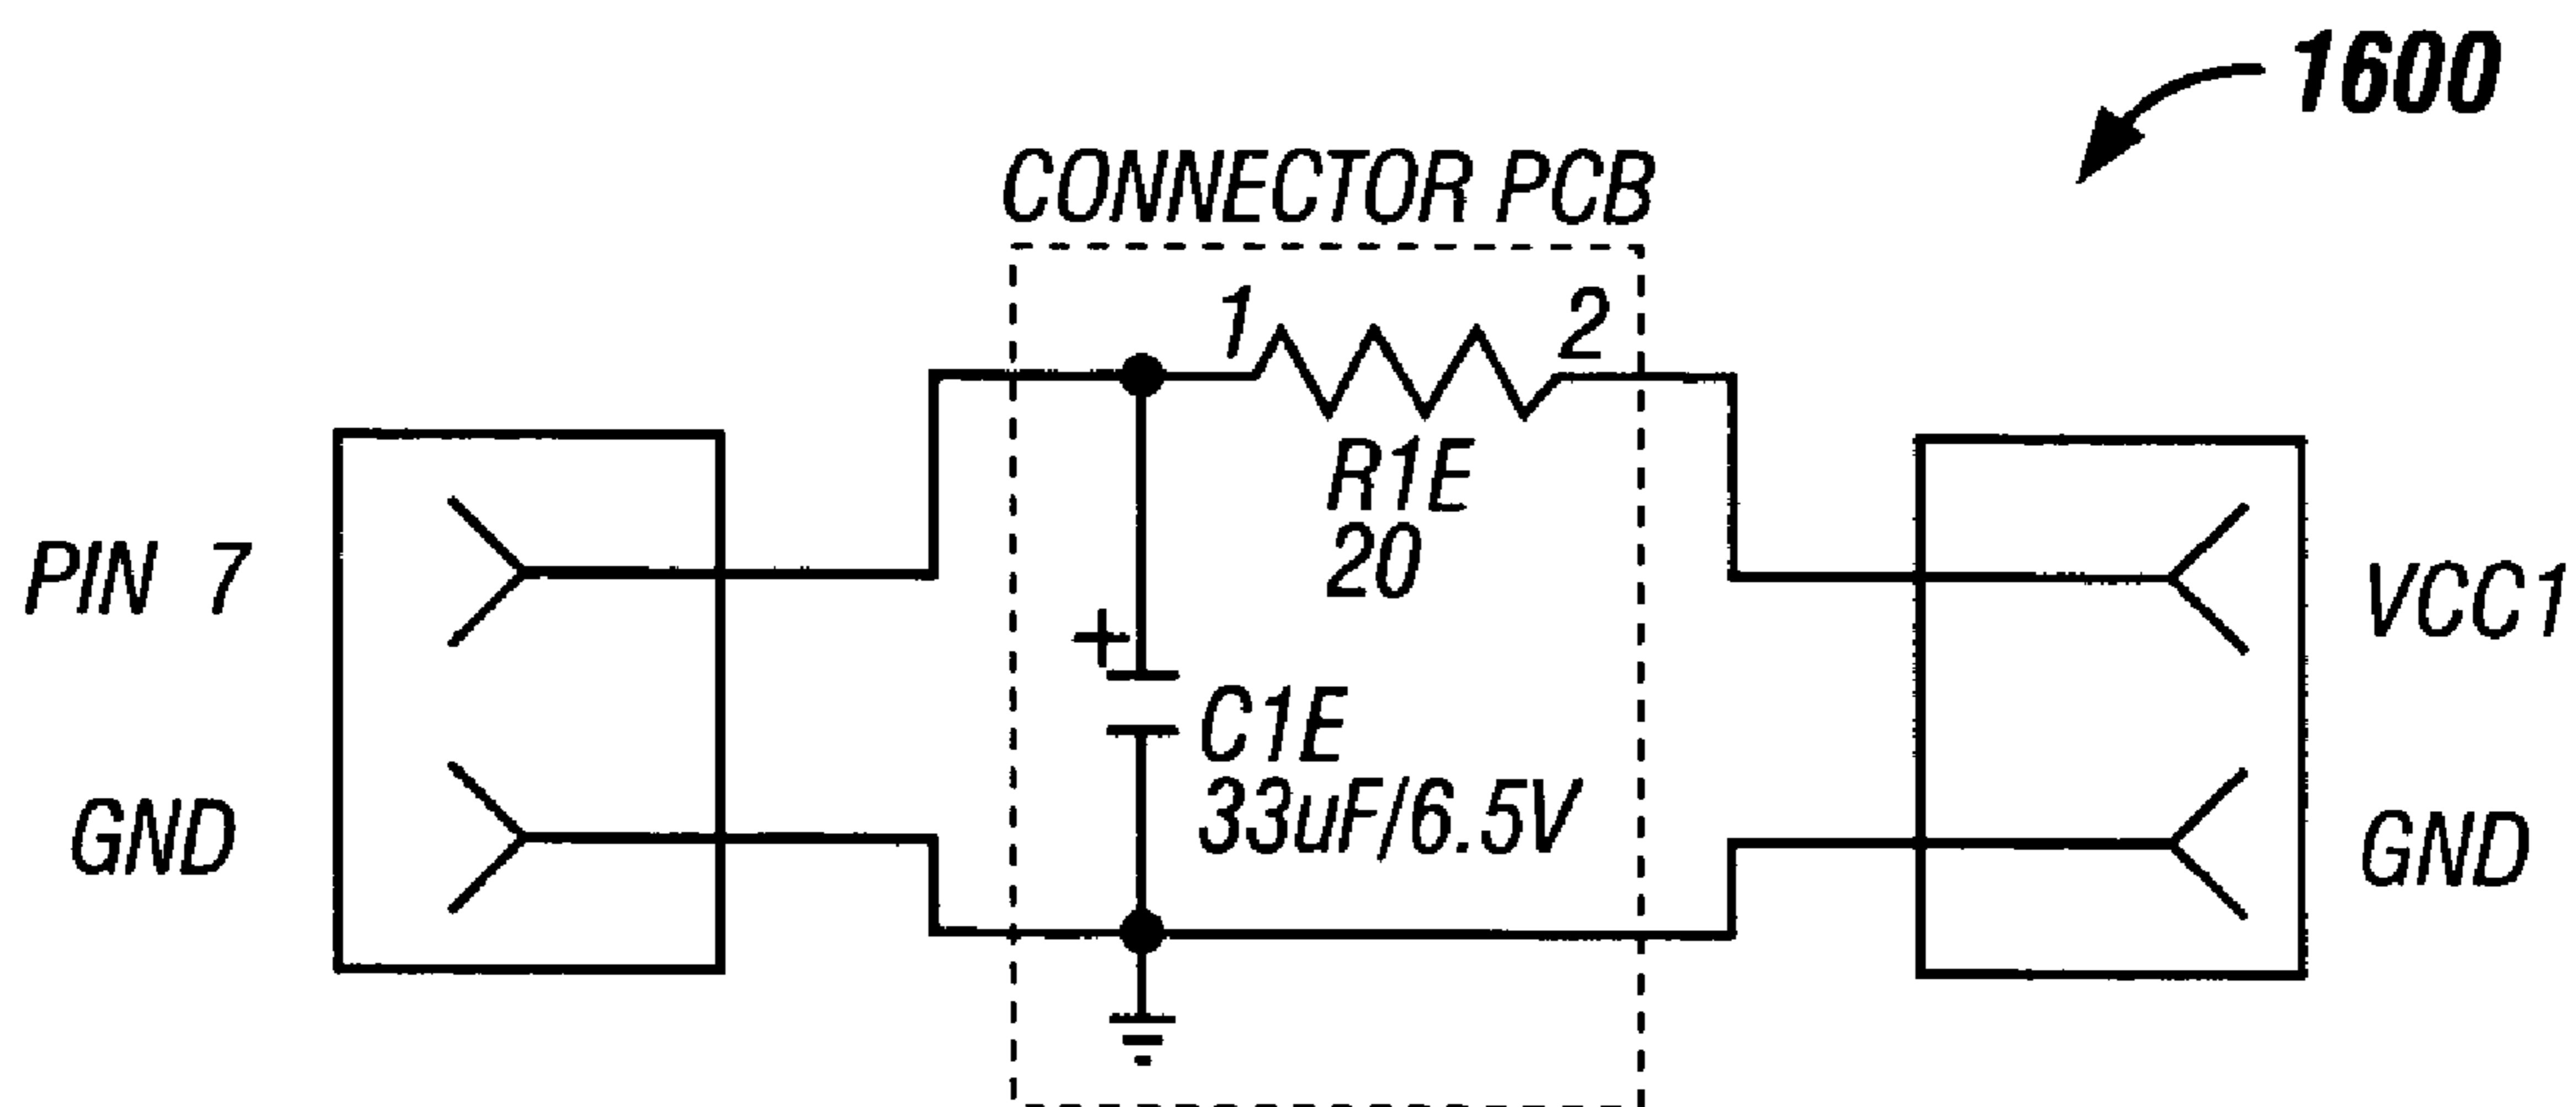 1600
CONNECTOR PCB
1 2
R1E
20
PIN 7
VCC1
+
C1E
33uF/6.5V
GND
GND